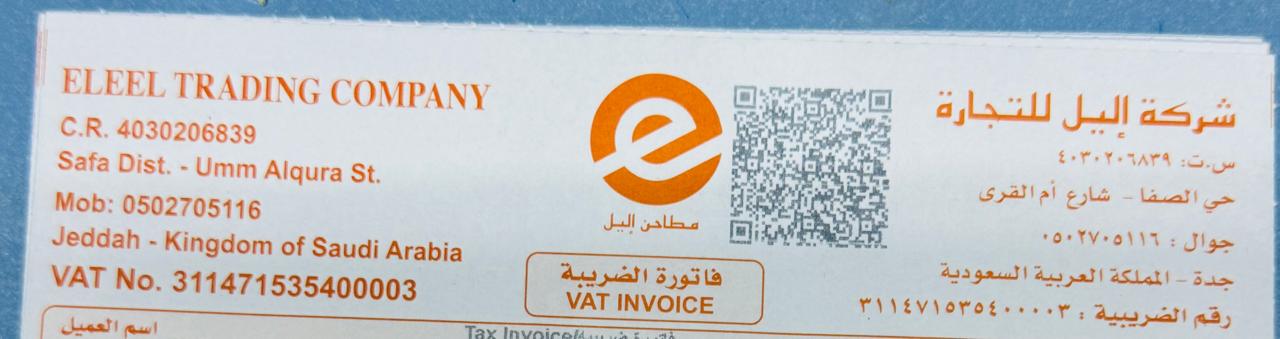 ELEEL TRADING COMPANY
C.R. 4030206839
Safa Dist. - Umm Alqura St.
Mob: 0502705116
Jeddah - Kingdom of Saudi Arabia
VAT No. 311471535400003
مطاحن إليل
فاتورة الضريبة
VAT INVOICE
شركة إليل للتجارة
س.ت: ٤٠٣٠٢٠٦٨٣٩
حي الصفا - شارع أم القرى
جوال : ٠٥٠٢٧٠٥١١٦
جدة - المملكة العربية السعودية
رقم الضريبية : ٣١١٤٧١٥٣٥٤٠٠٠٠٣
اسم العميل
Tax Invoice/فاتورة ضريبية